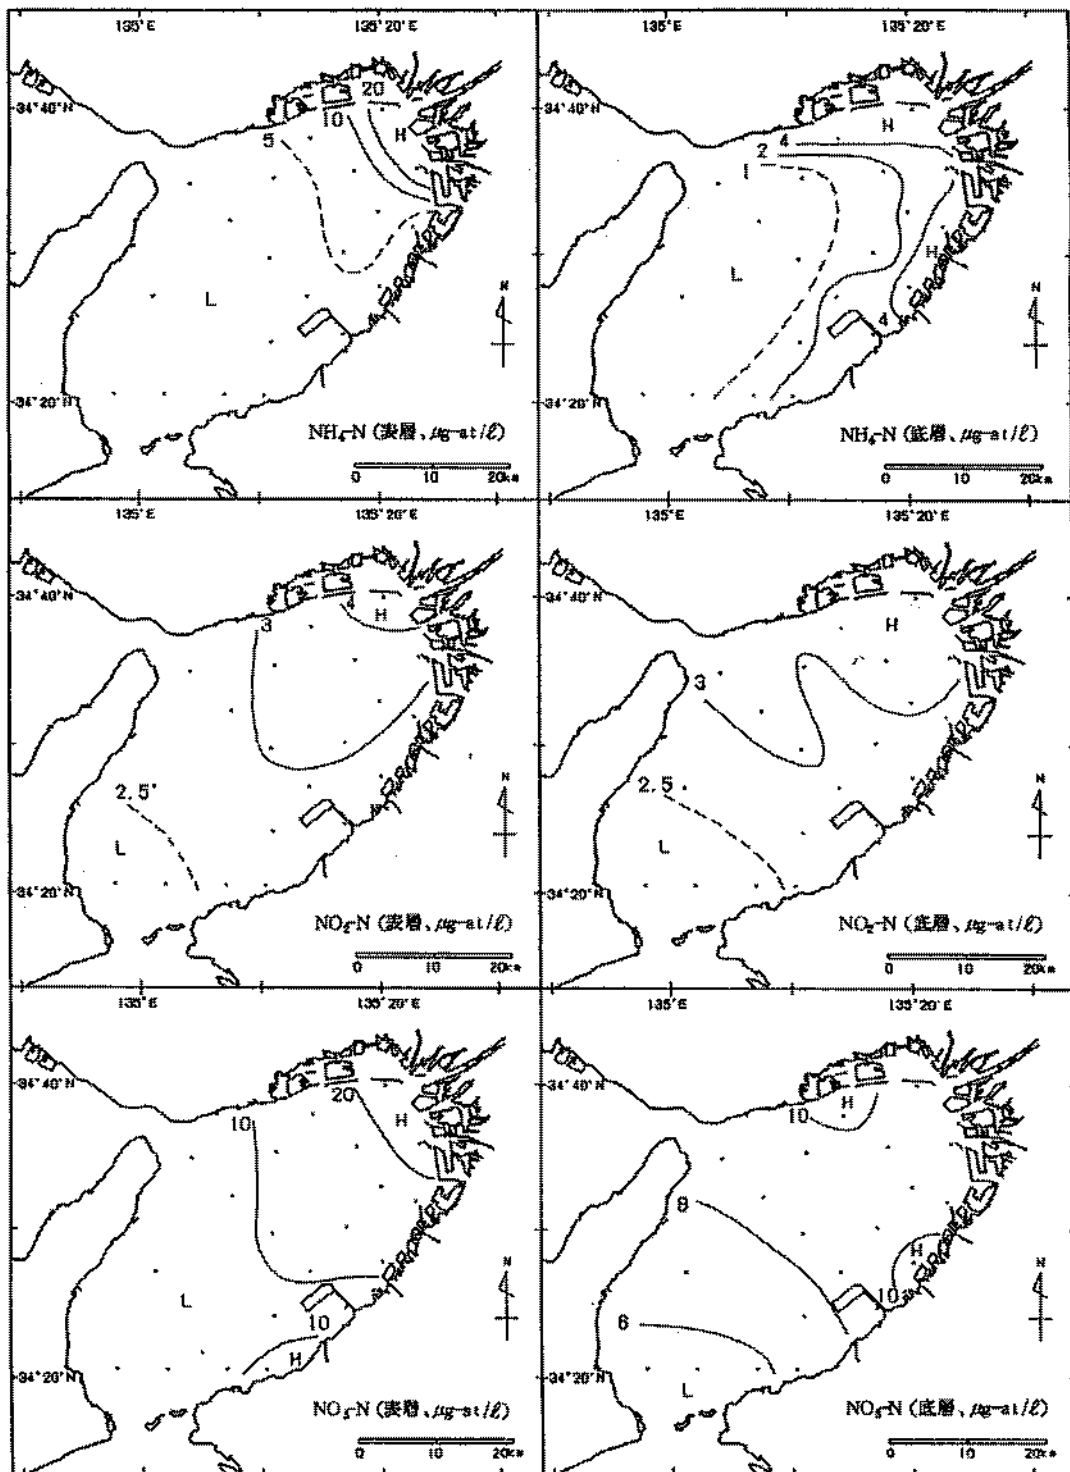 135°E 135°20'E 135°E 135°20'E
34°40'N 20 34°40'N H
10 H 4
5 2
1
L L H
N N
4
34°20'N 34°20'N
NH₄-N (表層、μg-at/ℓ) NH₄-N (底層、μg-at/ℓ)
0 10 20km 0 10 20km
135°E 135°20'E 135°E 135°20'E
34°40'N 4 H 34°40'N H
3 3
2.5 N 2.5 N
L L
34°20'N 34°20'N
NO₂-N (表層、μg-at/ℓ) NO₂-N (底層、μg-at/ℓ)
0 10 20km 0 10 20km
135°E 135°20'E 135°E 135°20'E
34°40'N 20 34°40'N 10 H
10 H
8
H
L N 10 N
10 6
H
34°20'N 34°20'N L
NO₃-N (表層、μg-at/ℓ) NO₃-N (底層、μg-at/ℓ)
0 10 20km 0 10 20km